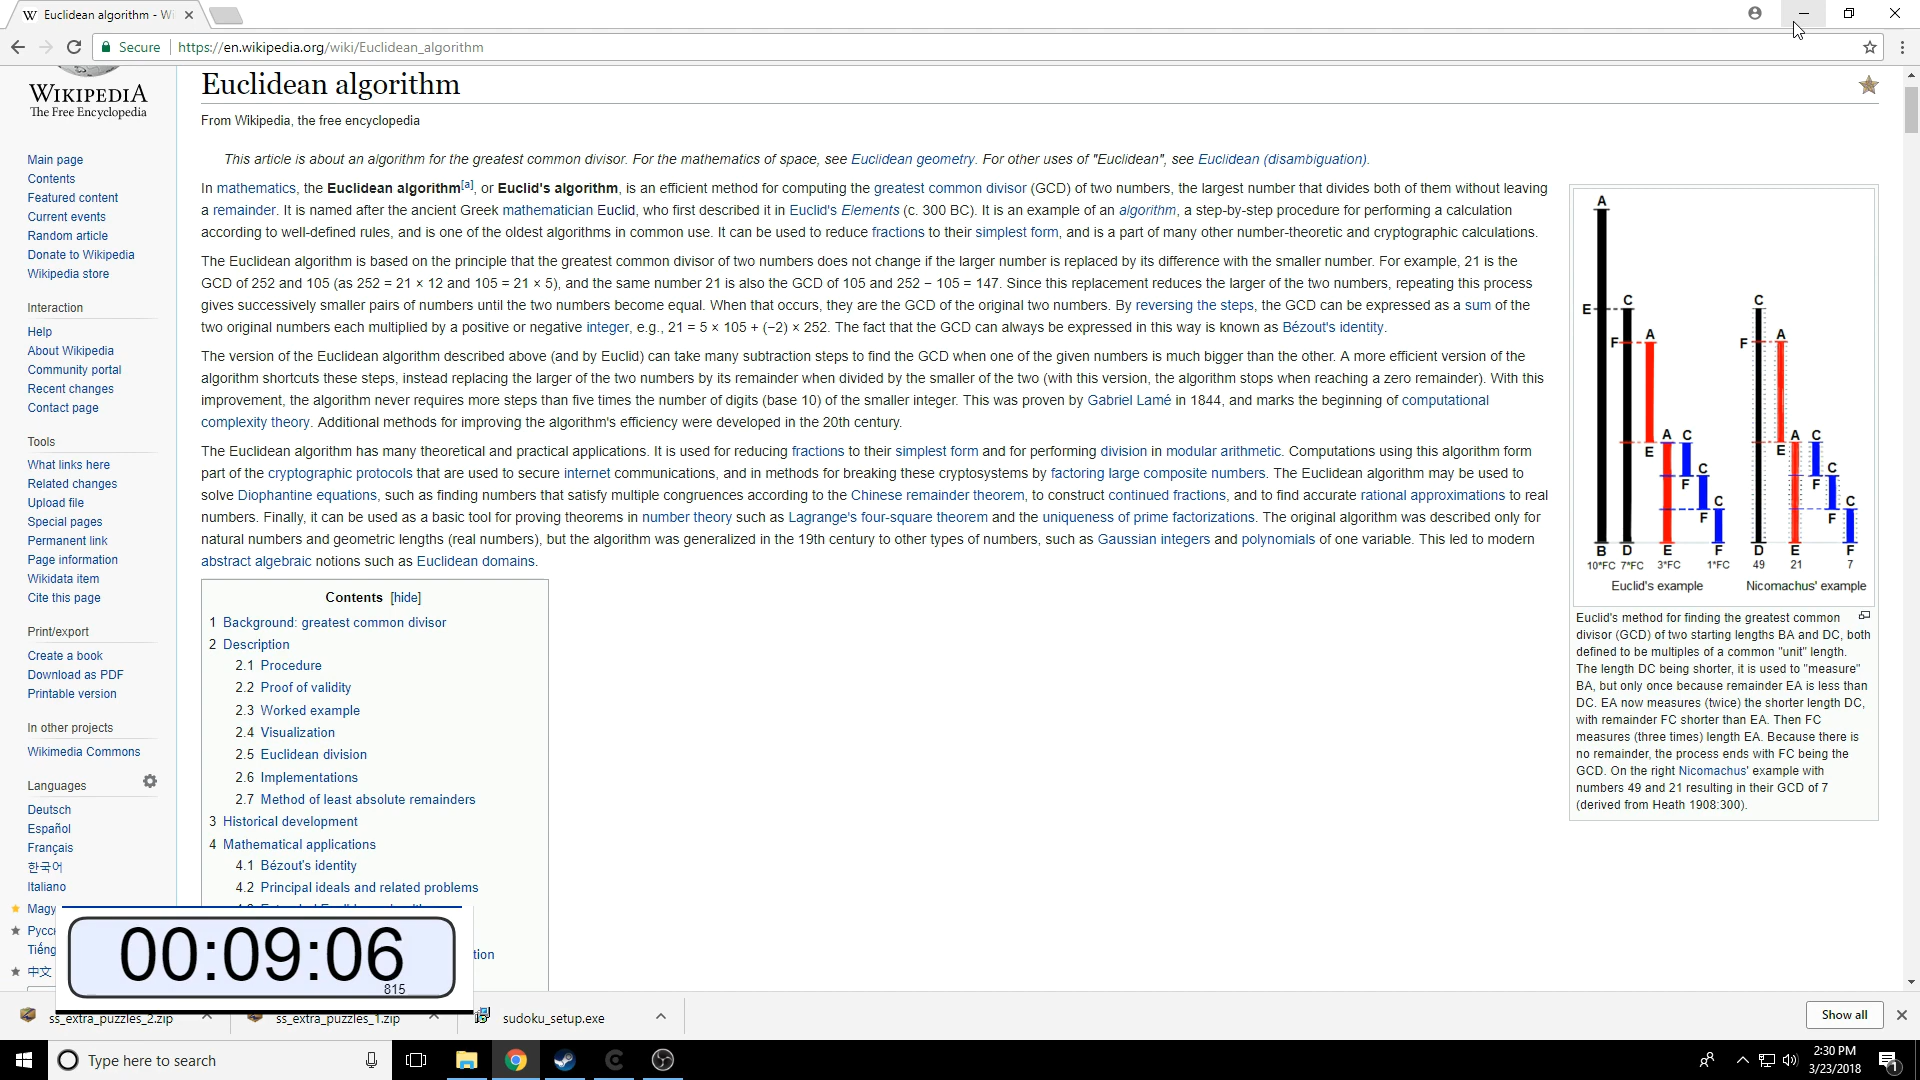 Euclidean algorithm - Wi
Secure
https://en.wikipedia.org/wiki/Euclidean_algorithm
WIKIPEDIA
The Free Encyclopedia
Main page
Contents
Featured content
Current events
Random article
Donate to Wikipedia
Wikipedia store
Interaction
Help
About Wikipedia
Community portal
Recent changes
Contact page
Tools
What links here
Related changes
Upload file
Special pages
Permanent link
Page information
Wikidata item
Cite this page
Print/export
Create a book
Download as PDF
Printable version
In other projects
Wikimedia Commons
Languages
Deutsch
Español
Français
한국어
Italiano
Magy
Русск
Tiếng
中文
Euclidean algorithm
From Wikipedia, the free encyclopedia
This article is about an algorithm for the greatest common divisor. For the mathematics of space, see Euclidean geometry. For other uses of "Euclidean", see Euclidean (disambiguation).
In mathematics, the Euclidean algorithm[a], or Euclid's algorithm, is an efficient method for computing the greatest common divisor (GCD) of two numbers, the largest number that divides both of them without leaving
a remainder. It is named after the ancient Greek mathematician Euclid, who first described it in Euclid's Elements (c. 300 BC). It is an example of an algorithm, a step-by-step procedure for performing a calculation
according to well-defined rules, and is one of the oldest algorithms in common use. It can be used to reduce fractions to their simplest form, and is a part of many other number-theoretic and cryptographic calculations.
The Euclidean algorithm is based on the principle that the greatest common divisor of two numbers does not change if the larger number is replaced by its difference with the smaller number. For example, 21 is the
GCD of 252 and 105 (as 252 = 21 × 12 and 105 = 21 × 5), and the same number 21 is also the GCD of 105 and 252 − 105 = 147. Since this replacement reduces the larger of the two numbers, repeating this process
gives successively smaller pairs of numbers until the two numbers become equal. When that occurs, they are the GCD of the original two numbers. By reversing the steps, the GCD can be expressed as a sum of the
two original numbers each multiplied by a positive or negative integer, e.g., 21 = 5 × 105 + (−2) × 252. The fact that the GCD can always be expressed in this way is known as Bézout's identity.
The version of the Euclidean algorithm described above (and by Euclid) can take many subtraction steps to find the GCD when one of the given numbers is much bigger than the other. A more efficient version of the
algorithm shortcuts these steps, instead replacing the larger of the two numbers by its remainder when divided by the smaller of the two (with this version, the algorithm stops when reaching a zero remainder). With this
improvement, the algorithm never requires more steps than five times the number of digits (base 10) of the smaller integer. This was proven by Gabriel Lamé in 1844, and marks the beginning of computational
complexity theory. Additional methods for improving the algorithm's efficiency were developed in the 20th century.
The Euclidean algorithm has many theoretical and practical applications. It is used for reducing fractions to their simplest form and for performing division in modular arithmetic. Computations using this algorithm form
part of the cryptographic protocols that are used to secure internet communications, and in methods for breaking these cryptosystems by factoring large composite numbers. The Euclidean algorithm may be used to
solve Diophantine equations, such as finding numbers that satisfy multiple congruences according to the Chinese remainder theorem, to construct continued fractions, and to find accurate rational approximations to real
numbers. Finally, it can be used as a basic tool for proving theorems in number theory such as Lagrange's four-square theorem and the uniqueness of prime factorizations. The original algorithm was described only for
natural numbers and geometric lengths (real numbers), but the algorithm was generalized in the 19th century to other types of numbers, such as Gaussian integers and polynomials of one variable. This led to modern
abstract algebraic notions such as Euclidean domains.
Contents [hide]
1 Background: greatest common divisor
2 Description
2.1 Procedure
2.2 Proof of validity
2.3 Worked example
2.4 Visualization
2.5 Euclidean division
2.6 Implementations
2.7 Method of least absolute remainders
3 Historical development
4 Mathematical applications
4.1 Bézout's identity
4.2 Principal ideals and related problems
tion
A
E C C
F A F A
E A C E A C
F C F C
F C F C
B D E F D E F
10*FC 7*FC 3*FC 1*FC 49 21 7
Euclid's example Nicomachus' example
Euclid's method for finding the greatest common
divisor (GCD) of two starting lengths BA and DC, both
defined to be multiples of a common "unit" length.
The length DC being shorter, it is used to "measure"
BA, but only once because remainder EA is less than
DC. EA now measures (twice) the shorter length DC,
with remainder FC shorter than EA. Then FC
measures (three times) length EA. Because there is
no remainder, the process ends with FC being the
GCD. On the right Nicomachus' example with
numbers 49 and 21 resulting in their GCD of 7
(derived from Heath 1908:300).
00:09:06
815
ss_extra_puzzles_2.zip
ss_extra_puzzles_1.zip
sudoku_setup.exe
Show all
Type here to search
2:30 PM
3/23/2018
1